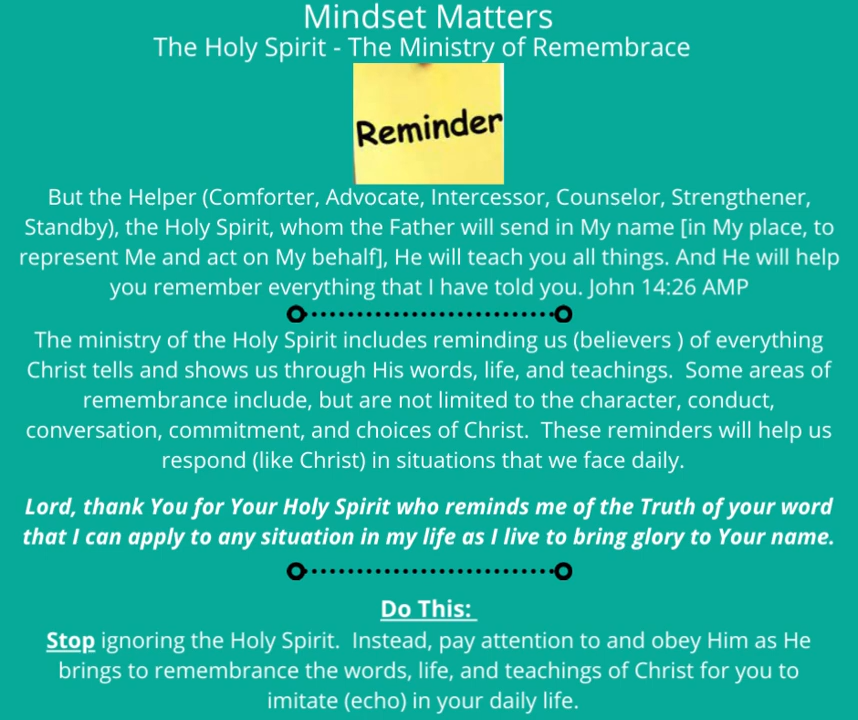 Mindset Matters
The Holy Spirit - The Ministry of Remembrace
Reminder
But the Helper (Comforter, Advocate, Intercessor, Counselor, Strengthener,
Standby), the Holy Spirit, whom the Father will send in My name [in My place, to
represent Me and act on My behalf], He will teach you all things. And He will help
you remember everything that I have told you. John 14:26 AMP
The ministry of the Holy Spirit includes reminding us (believers ) of everything
Christ tells and shows us through His words, life, and teachings.  Some areas of
remembrance include, but are not limited to the character, conduct,
conversation, commitment, and choices of Christ.  These reminders will help us
respond (like Christ) in situations that we face daily.
Lord, thank You for Your Holy Spirit who reminds me of the Truth of your word
that I can apply to any situation in my life as I live to bring glory to Your name.
Do This:
Stop ignoring the Holy Spirit.  Instead, pay attention to and obey Him as He
brings to remembrance the words, life, and teachings of Christ for you to
imitate (echo) in your daily life.